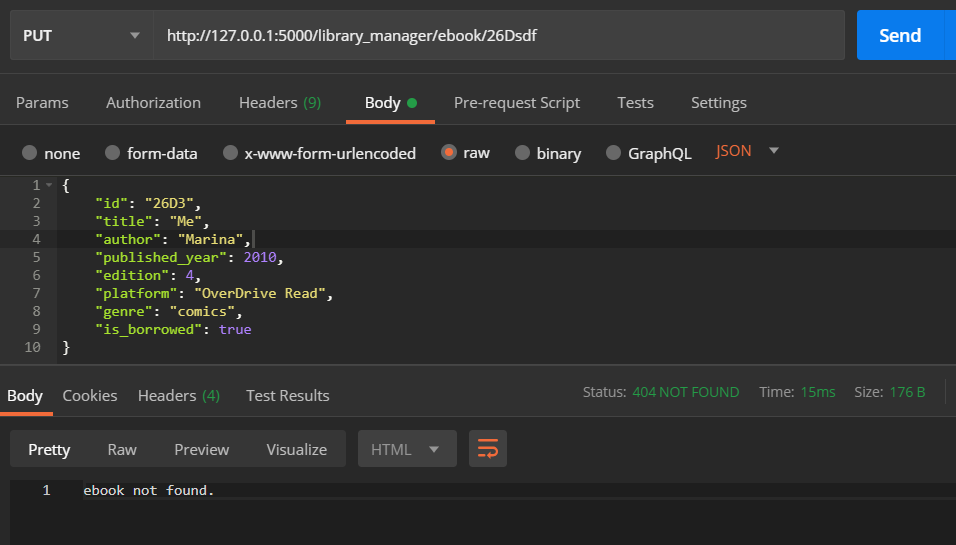 PUT http://127.0.0.1:5000/library_manager/ebook/26Dsdf Send
Params Authorization Headers (9) Body Pre-request Script Tests Settings
none form-data x-www-form-urlencoded raw binary GraphQL JSON
1 {
2 "id": "26D3",
3 "title": "Me",
4 "author": "Marina",
5 "published_year": 2010,
6 "edition": 4,
7 "platform": "OverDrive Read",
8 "genre": "comics",
9 "is_borrowed": true
10 }
Body Cookies Headers (4) Test Results Status: 404 NOT FOUND Time: 15ms Size: 176 B
Pretty Raw Preview Visualize HTML
1 ebook not found.